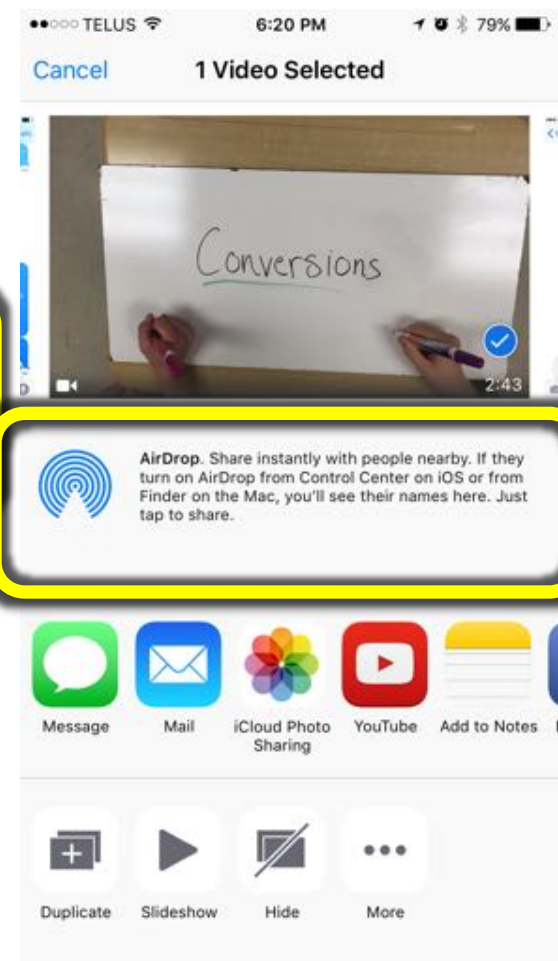 TELUS 6:20 PM 79%
Cancel 1 Video Selected
Conversions
2:43
AirDrop. Share instantly with people nearby. If they
turn on AirDrop from Control Center on iOS or from
Finder on the Mac, you'll see their names here. Just
tap to share.
Message Mail iCloud Photo Sharing YouTube Add to Notes
Duplicate Slideshow Hide More